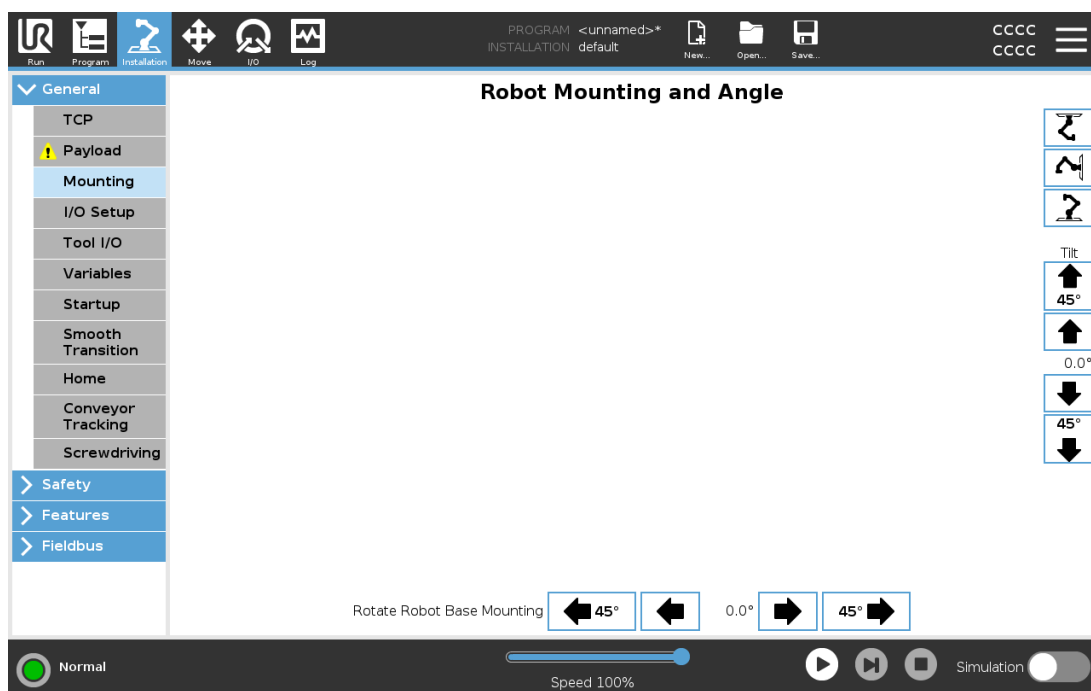 UR
PROGRAM <unnamed>*
INSTALLATION default
CCCC
CCCC
Run
Program
Installation
Move
I/O
Log
New...
Open...
Save...
General
TCP
Payload
Mounting
I/O Setup
Tool I/O
Variables
Startup
Smooth
Transition
Home
Conveyor
Tracking
Screwdriving
Safety
Features
Fieldbus
Robot Mounting and Angle
Tilt
45°
0.0°
45°
Rotate Robot Base Mounting
45°
0.0°
45°
Normal
Speed 100%
Simulation